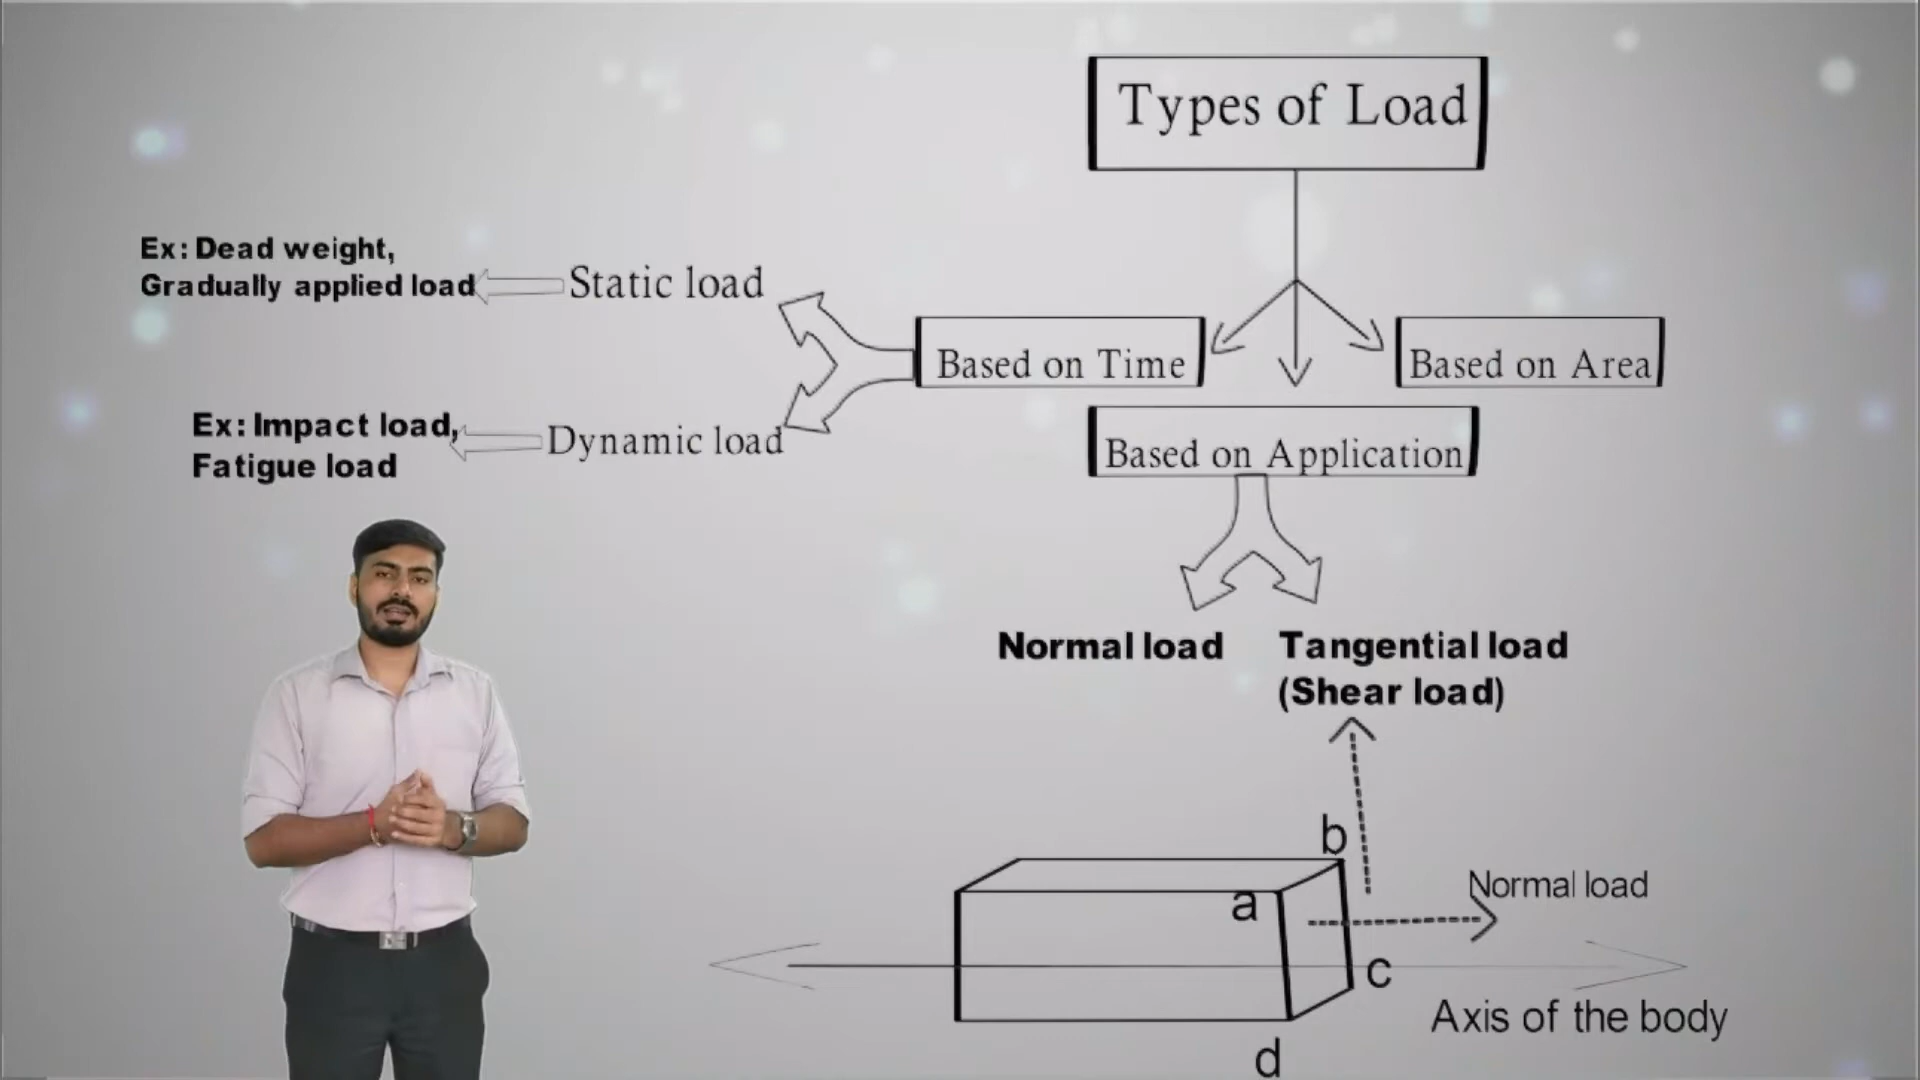 Types of Load
Ex: Dead weight,
Gradually applied load
Static load
Based on Time
Based on Area
Ex: Impact load,
Fatigue load
Dynamic load
Based on Application
Normal load
Tangential load
(Shear load)
b
a
Normal load
c
Axis of the body
d